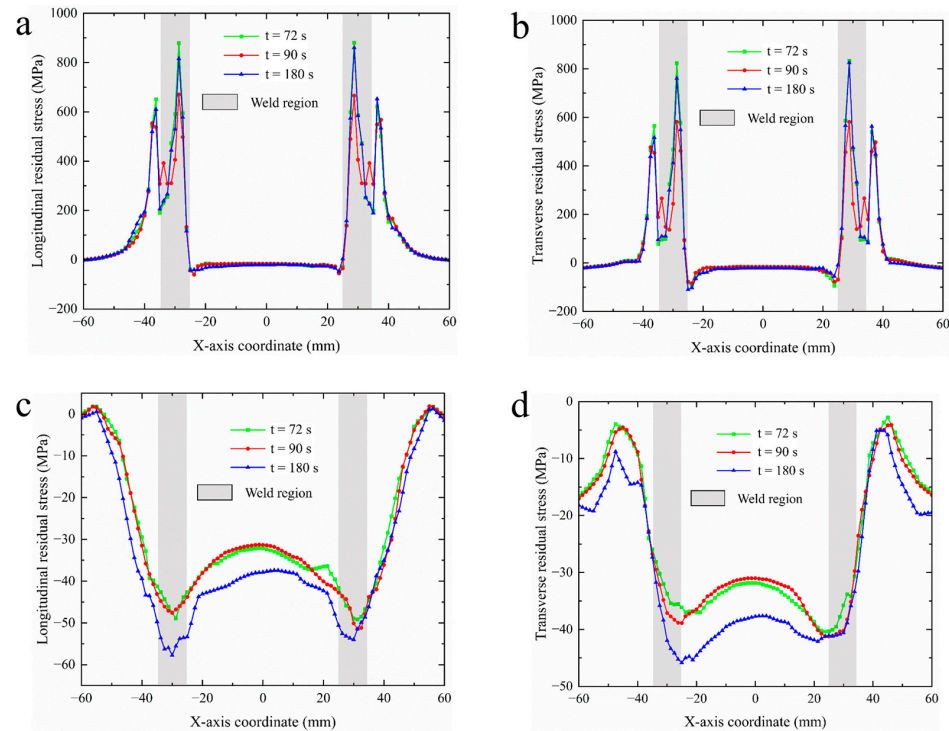 a
Longitudinal residual stress (MPa)
1000
800
600
400
200
0
−200
t = 72 s
t = 90 s
t = 180 s
Weld region
−60 −40 −20 0 20 40 60
X-axis coordinate (mm)
b
Transverse residual stress (MPa)
1000
800
600
400
200
0
−200
t = 72 s
t = 90 s
t = 180 s
Weld region
−60 −40 −20 0 20 40 60
X-axis coordinate (mm)
c
Longitudinal residual stress (MPa)
0
−10
−20
−30
−40
−50
−60
t = 72 s
t = 90 s
t = 180 s
Weld region
−60 −40 −20 0 20 40 60
X-axis coordinate (mm)
d
Transverse residual stress (MPa)
0
−10
−20
−30
−40
−50
t = 72 s
t = 90 s
t = 180 s
Weld region
−60 −40 −20 0 20 40 60
X-axis coordinate (mm)